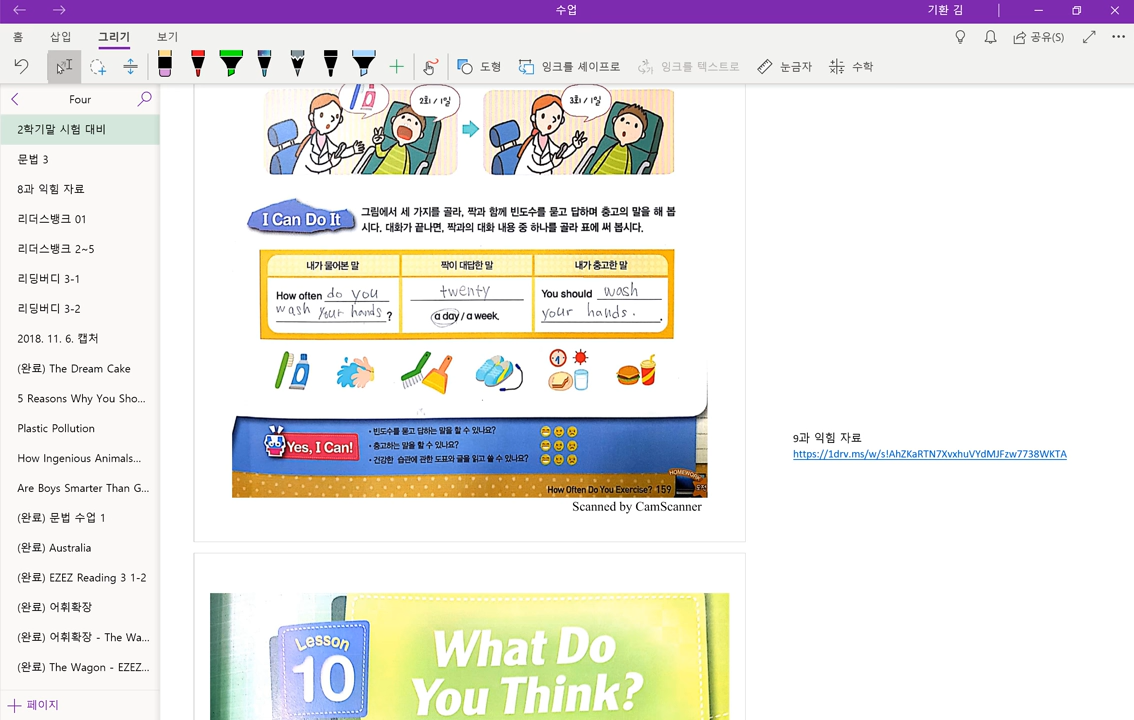 수업
기환 김
홈
삽입
그리기
보기
공유(S)
도형
잉크를 셰이프로
잉크를 텍스트로
눈금자
수학
Four
2학기말 시험 대비
문법 3
8과 익힘 자료
리더스뱅크 01
리더스뱅크 2~5
리딩버디 3-1
리딩버디 3-2
2018. 11. 6. 캡처
(완료) The Dream Cake
5 Reasons Why You Sho...
Plastic Pollution
How Ingenious Animals...
Are Boys Smarter Than G...
(완료) 문법 수업 1
(완료) Australia
(완료) EZEZ Reading 3 1-2
(완료) 어휘확장
(완료) 어휘확장 - The Wa...
(완료) The Wagon - EZEZ...
페이지
2회/1일
3회/1일
I Can Do It
그림에서 세 가지를 골라, 짝과 함께 빈도수를 묻고 답하며 충고의 말을 해 봅
시다. 대화가 끝나면, 짝과의 대화 내용 중 하나를 골라 표에 써 봅시다.
내가 물어본 말
짝이 대답한 말
내가 충고한 말
How often do you
wash your hands?
twenty
a day / a week.
You should wash
your hands.
Yes, I Can!
• 빈도수를 묻고 답하는 말을 할 수 있나요?
• 충고하는 말을 할 수 있나요?
• 건강한 습관에 관한 도표와 글을 읽고 쓸 수 있나요?
HOMEWORK
How Often Do You Exercise? 159
Scanned by CamScanner
9과 익힘 자료
https://1drv.ms/w/s!AhZKaRTN7XvxhuVYdMJFzw7738WKTA
Lesson
10
What Do
You Think?